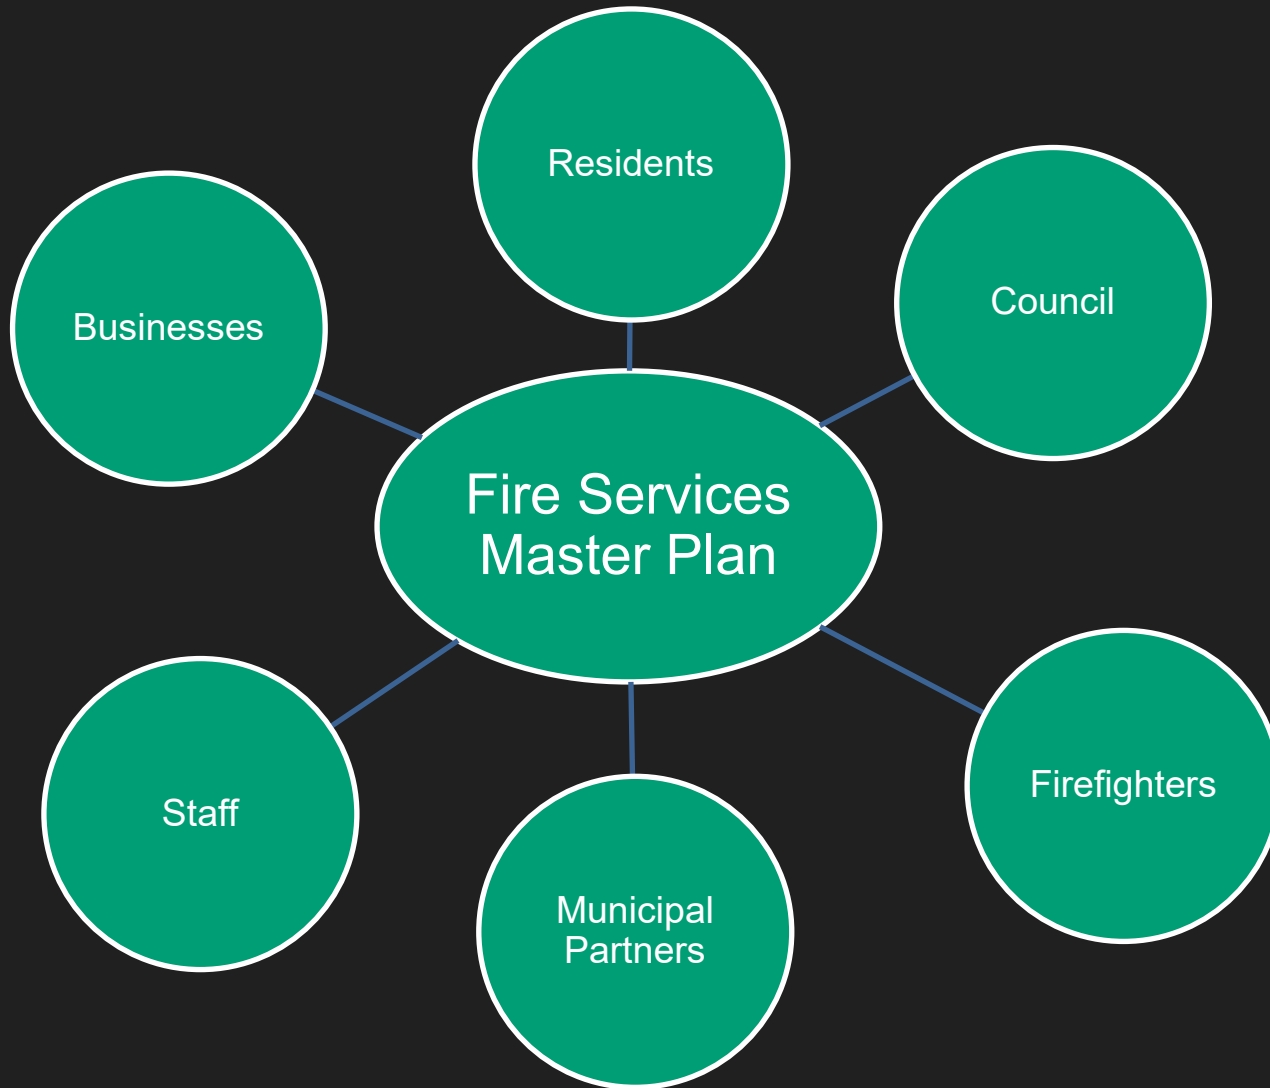 Residents
Council
Businesses
Fire Services
Master Plan
Firefighters
Staff
Municipal
Partners